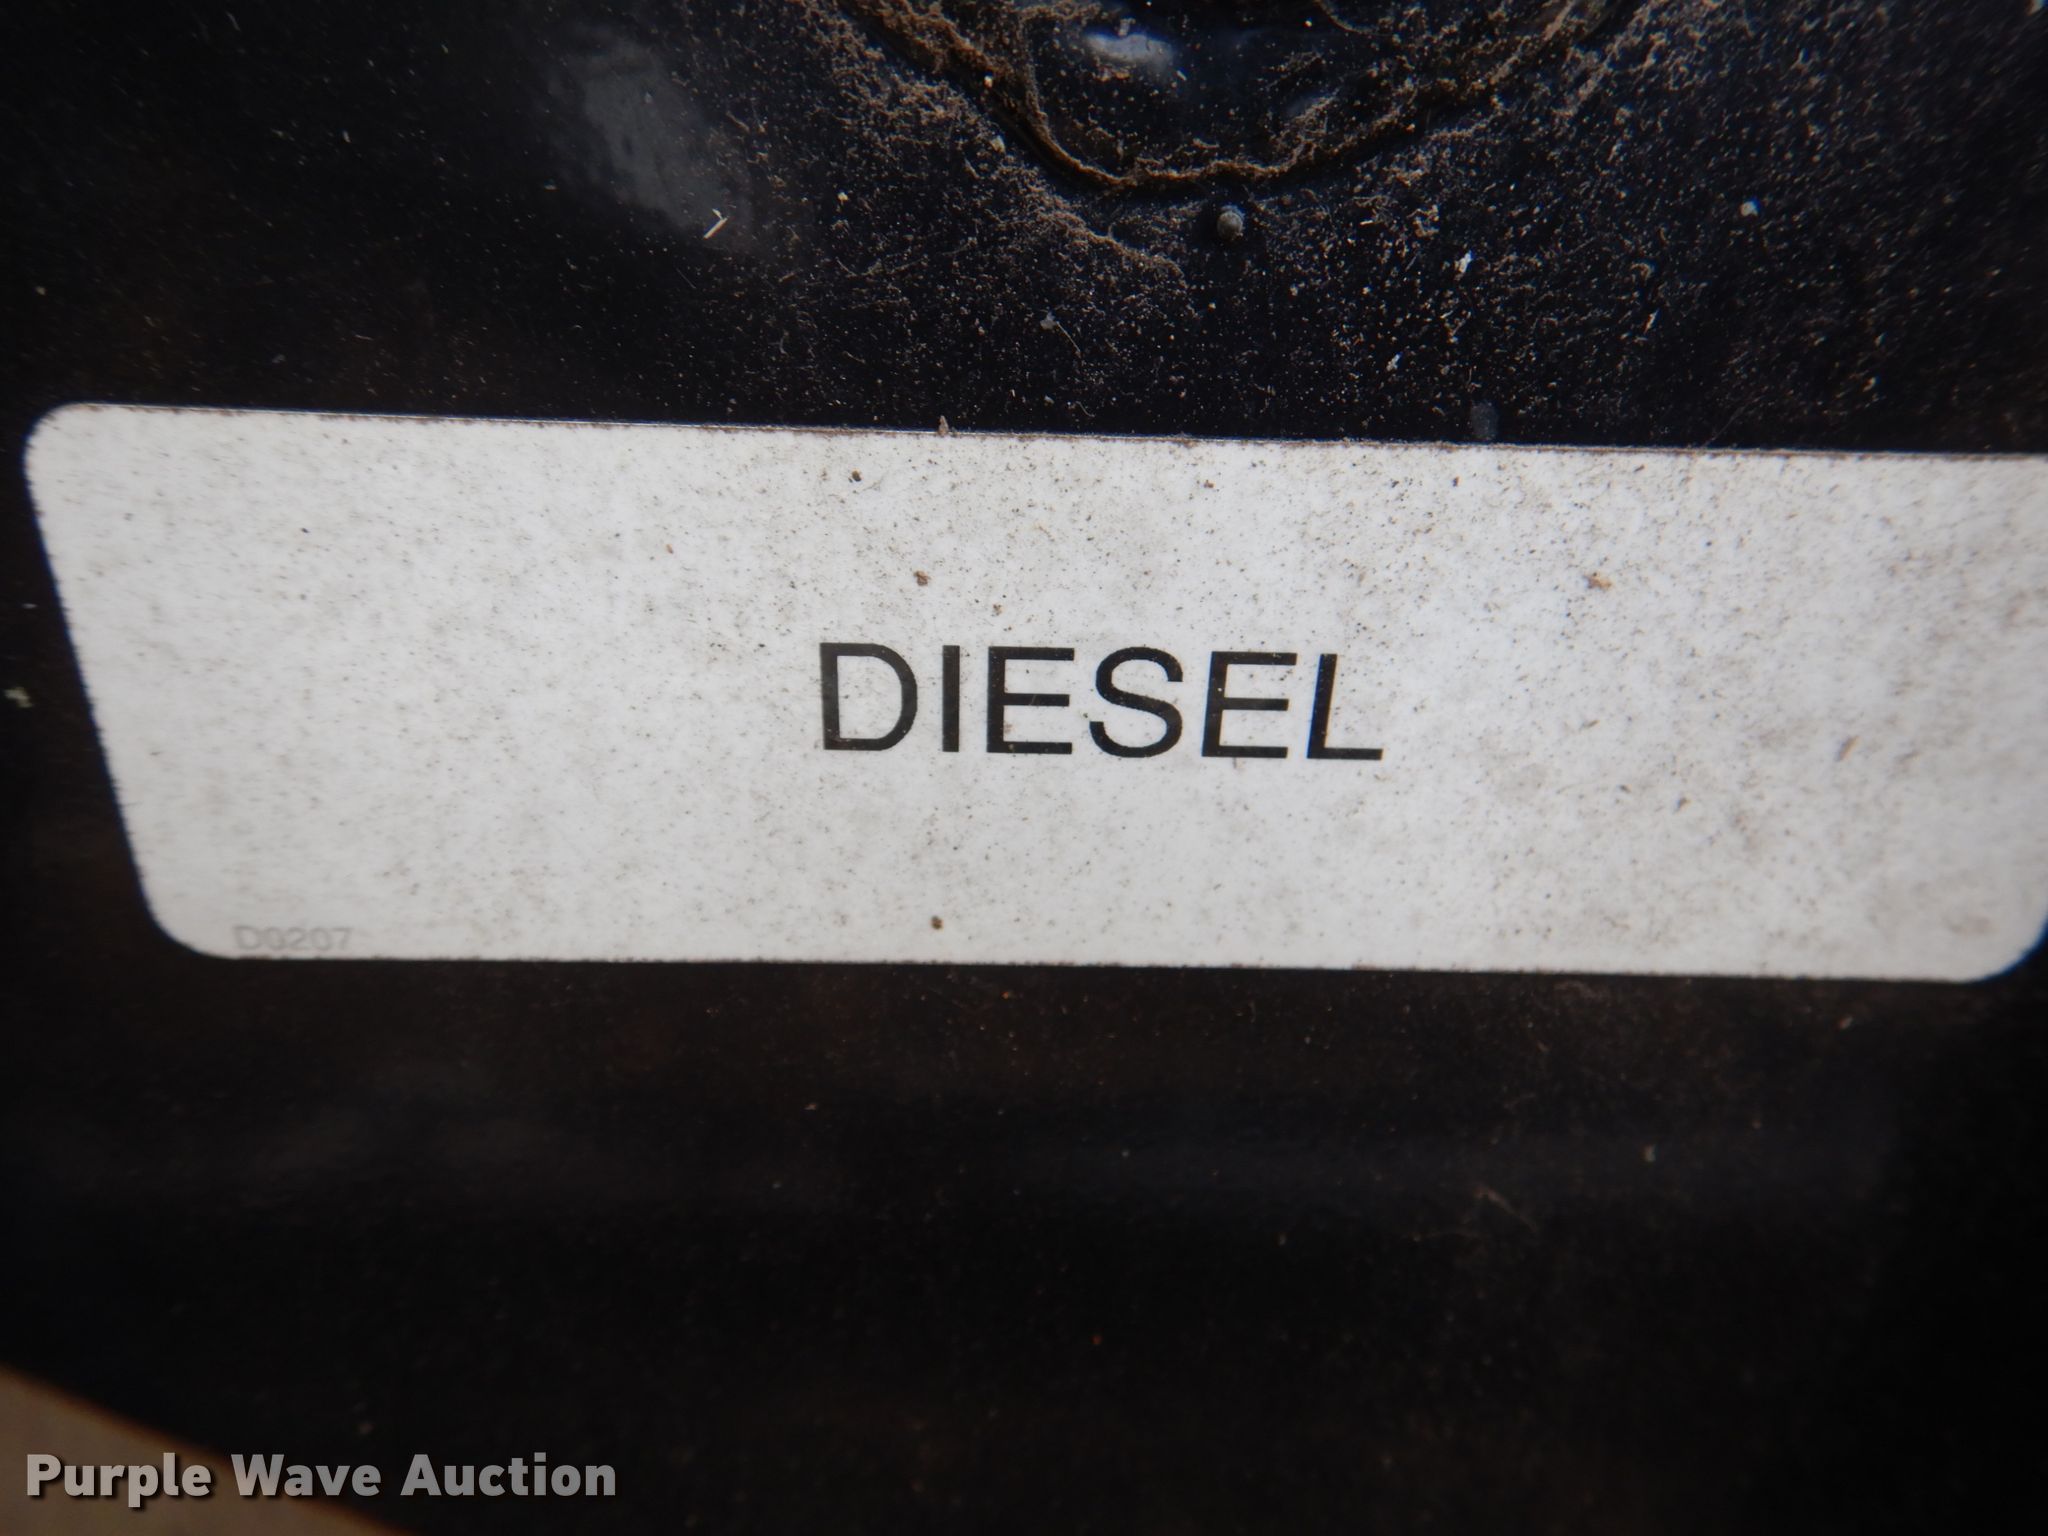 DIESEL
D0207
Purple Wave Auction